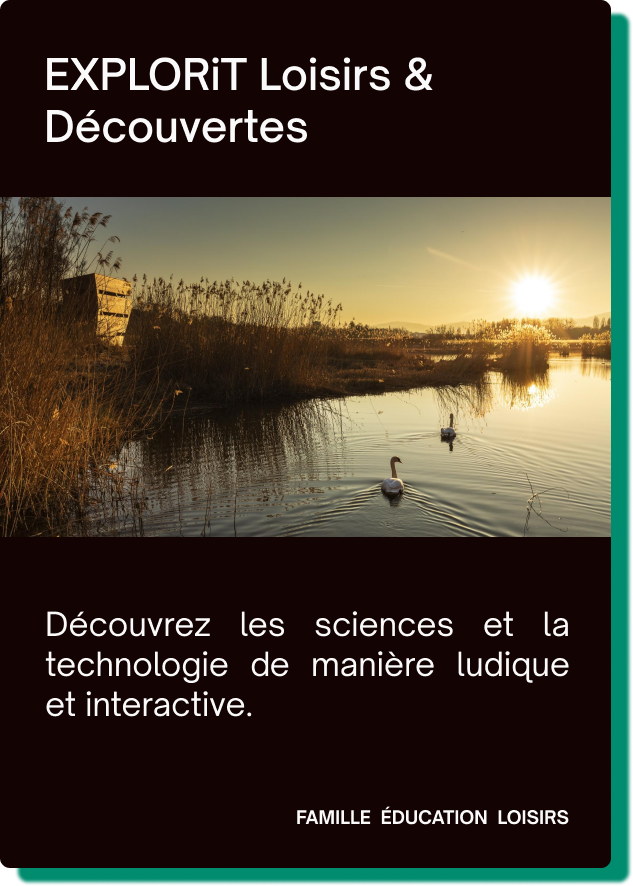 EXPLORiT Loisirs &
Découvertes
Découvrez les sciences et la
technologie de manière ludique
et interactive.
FAMILLE ÉDUCATION LOISIRS